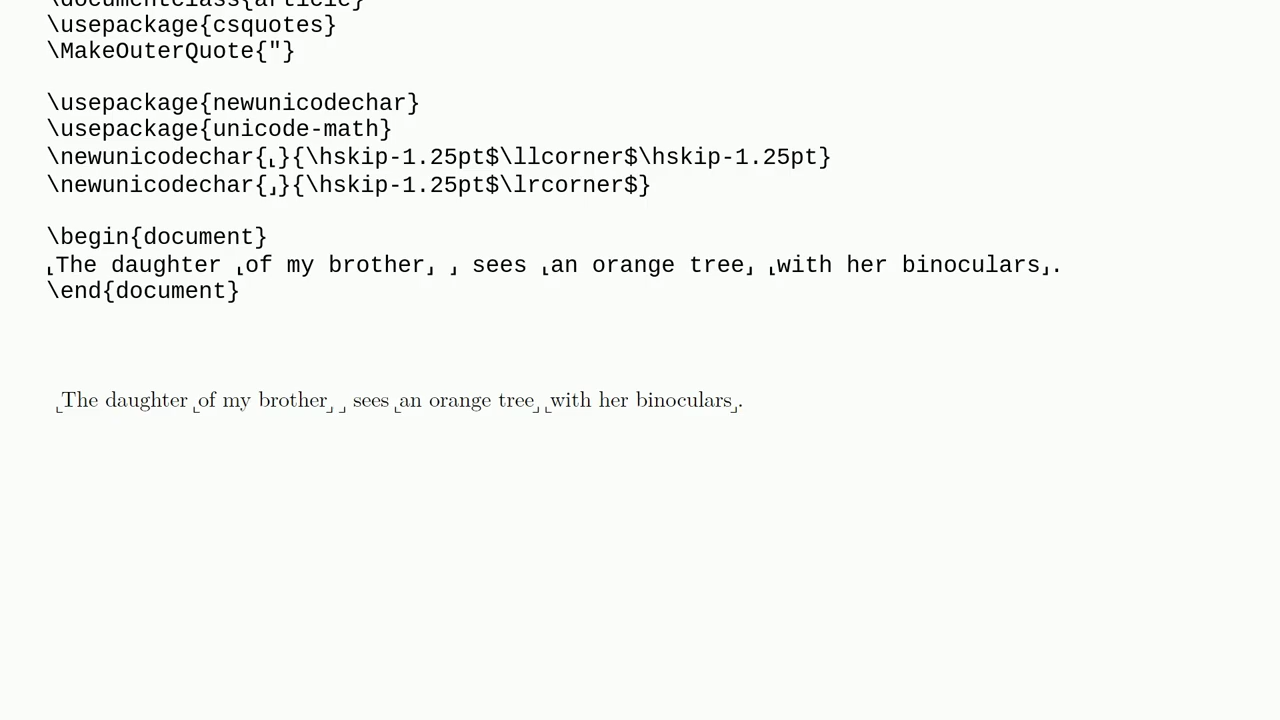 \documentclass{article}
\usepackage{csquotes}
\MakeOuterQuote{"}
\usepackage{newunicodechar}
\usepackage{unicode-math}
\newunicodechar{⸤}{\hskip-1.25pt$\llcorner$\hskip-1.25pt}
\newunicodechar{⸥}{\hskip-1.25pt$\lrcorner$}
\begin{document}
⸤The daughter ⸤of my brother⸥ ⸥ sees ⸤an orange tree⸥ ⸤with her binoculars⸥.
\end{document}
⸤The daughter ⸤of my brother⸥ ⸥ sees ⸤an orange tree⸥ ⸤with her binoculars⸥.